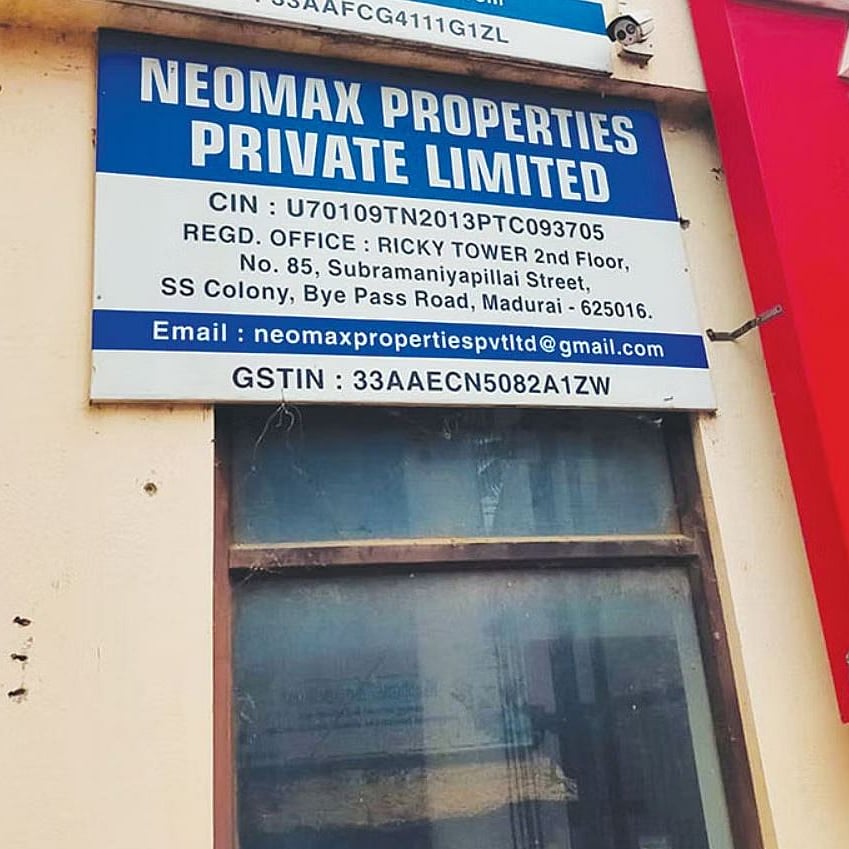 33AAFCG4111G1ZL
NEOMAX PROPERTIES
PRIVATE LIMITED
CIN : U70109TN2013PTC093705
REGD. OFFICE : RICKY TOWER 2nd Floor,
No. 85, Subramaniyapillai Street,
SS Colony, Bye Pass Road, Madurai - 625016.
Email : neomaxpropertiespvtltd@gmail.com
GSTIN : 33AAECN5082A1ZW